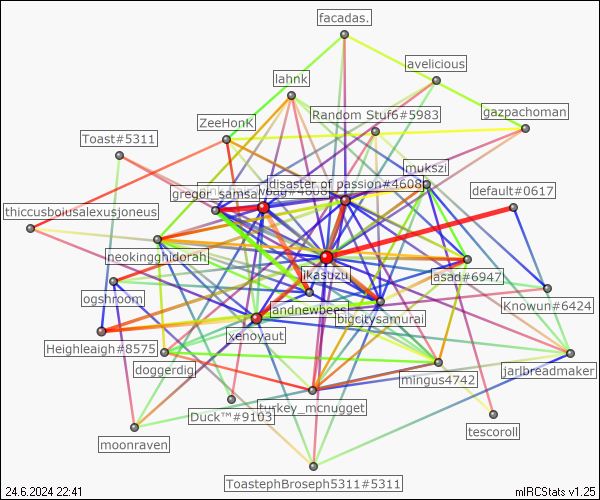 facadas.
avelicious
lahnk
Random Stuf6#5983
gazpachoman
ZeeHonK
Toast#5311
mukszi
disaster of passion#4608
default#0617
gregor_samsa
thiccusboiusalexusjoneus
neokingghidorah
ikasuzu
asad#6947
ogshroom
andnewbees
Knowun#6424
bigcitysamurai
xenoyaut
Heighleaigh#8575
doggerdig
jarlbreadmaker
mingus4742
Duck™#9103
turkey_mcnugget
tescoroll
moonraven
ToastephBroseph5311#5311
24.6.2024 22:41
mIRCStats v1.25